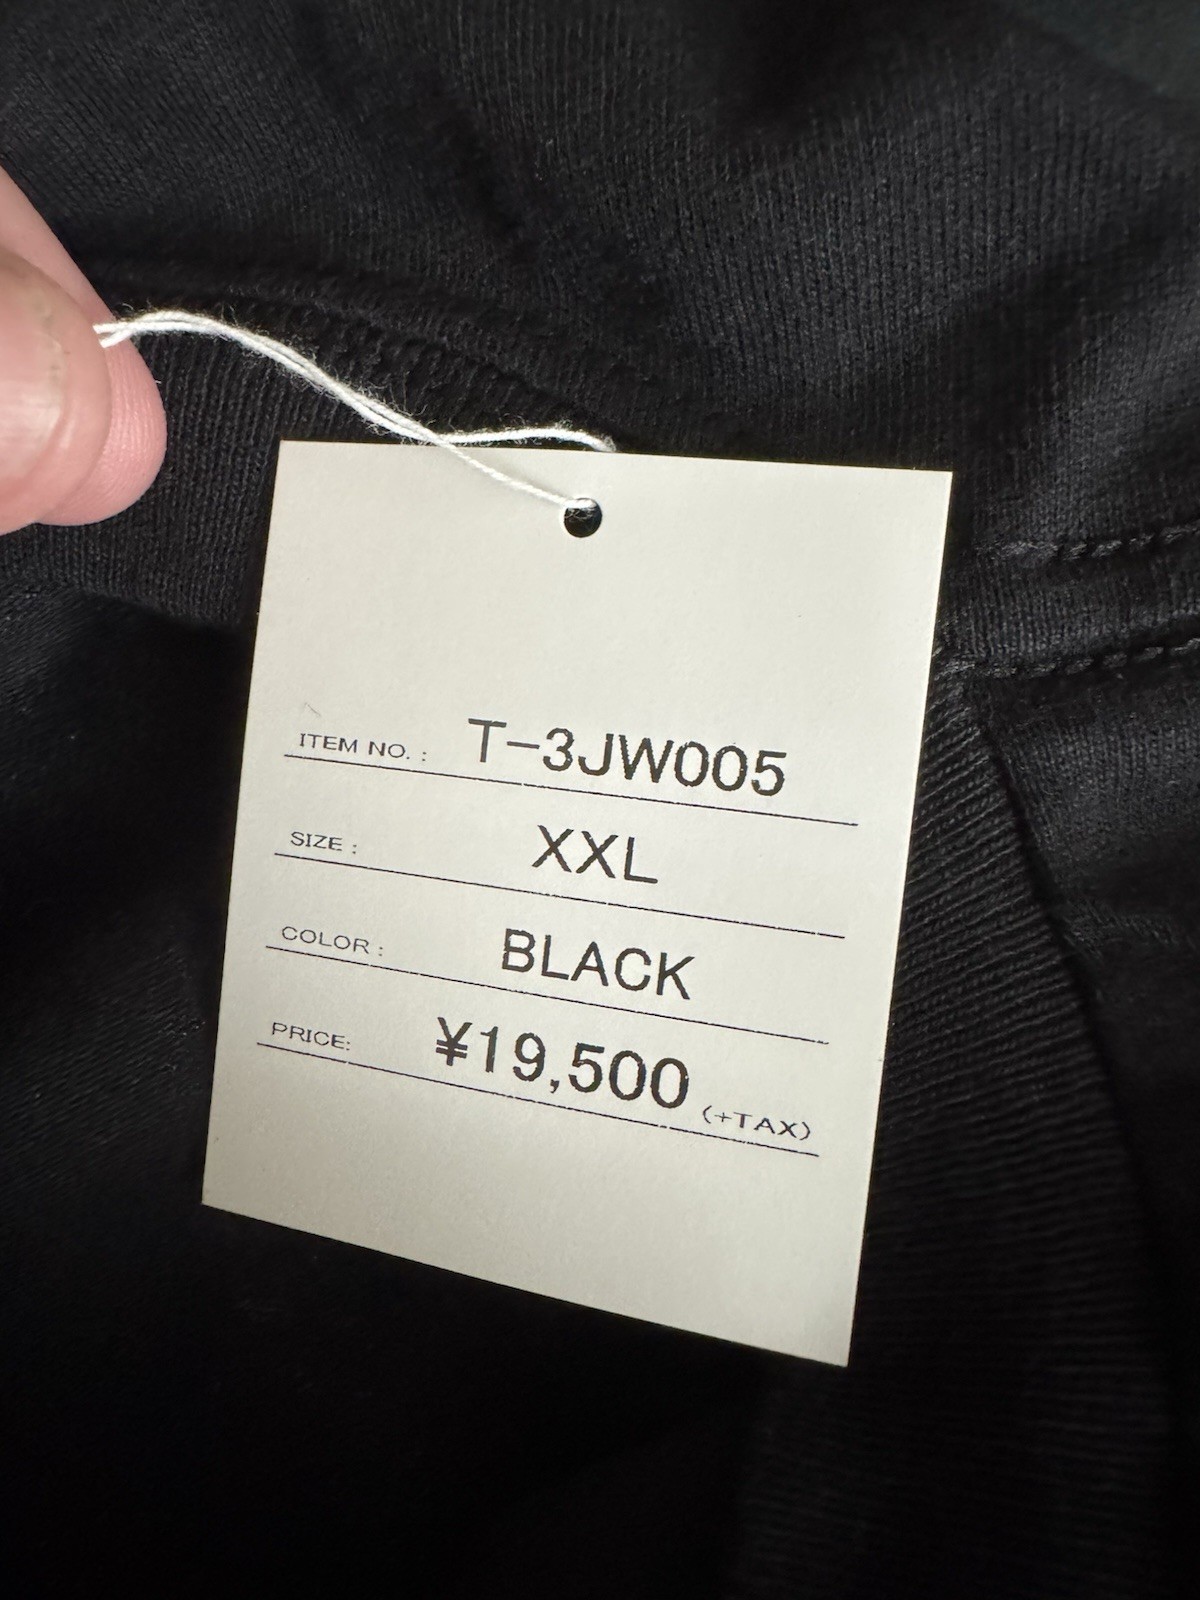 ITEM NO. : T-3JW005
SIZE : XXL
COLOR : BLACK
PRICE: ¥19,500 (+TAX)